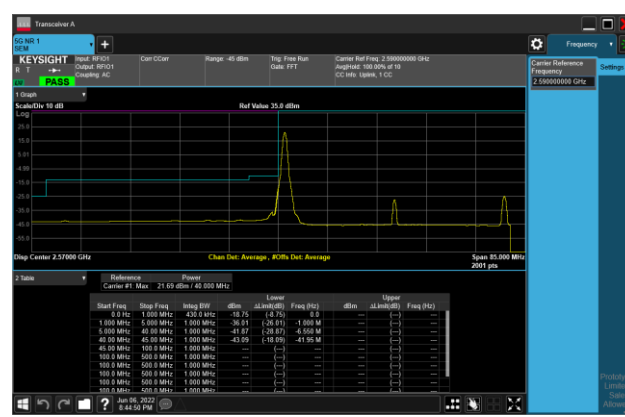 Transceiver A
5G NR 1
SEM
Frequency
KEYSIGHT
R T
PASS
Input: RFIO1
Output: RFIO1
Coupling: AC
Corr CCorr
Range: -45 dBm
Trig: Free Run
Gate: FFT
Carrier Ref Freq: 2.590000000 GHz
AvgHold: 100.00% of 10
CC Info: Uplink, 1 CC
Carrier Reference
Frequency
2.590000000 GHz
Settings
1 Graph
Scale/Div 10 dB
Ref Value 35.0 dBm
Log
25.0
15.0
5.01
-4.99
-15.0
-25.0
-35.0
-45.0
-55.0
Disp Center 2.57000 GHz
Chan Det: Average , #Offs Det: Average
Span 85.000 MHz
2001 pts
2 Table
Reference Power
Carrier #1 Max 21.69 dBm / 40.000 MHz
Lower Upper
Start Freq Stop Freq Integ BW dBm ΔLimit(dB) Freq (Hz) dBm ΔLimit(dB) Freq (Hz)
0.0 Hz 1.000 MHz 430.0 kHz -18.75 (-8.75) 0.0 --- (---) ---
1.000 MHz 5.000 MHz 1.000 MHz -36.01 (-26.01) -1.000 M --- (---) ---
5.000 MHz 40.00 MHz 1.000 MHz -41.87 (-28.87) -6.550 M --- (---) ---
40.00 MHz 45.00 MHz 1.000 MHz -43.09 (-18.09) -41.95 M --- (---) ---
45.00 MHz 100.0 MHz 1.000 MHz --- (---) --- --- (---) ---
100.0 MHz 500.0 MHz 1.000 MHz --- (---) --- --- (---) ---
100.0 MHz 500.0 MHz 1.000 MHz --- (---) --- --- (---) ---
100.0 MHz 500.0 MHz 1.000 MHz --- (---) --- --- (---) ---
100.0 MHz 500.0 MHz 1.000 MHz --- (---) --- --- (---) ---
Jun 06, 2022
8:44:50 PM
?
Prototy
Limite
Sale
Allowe